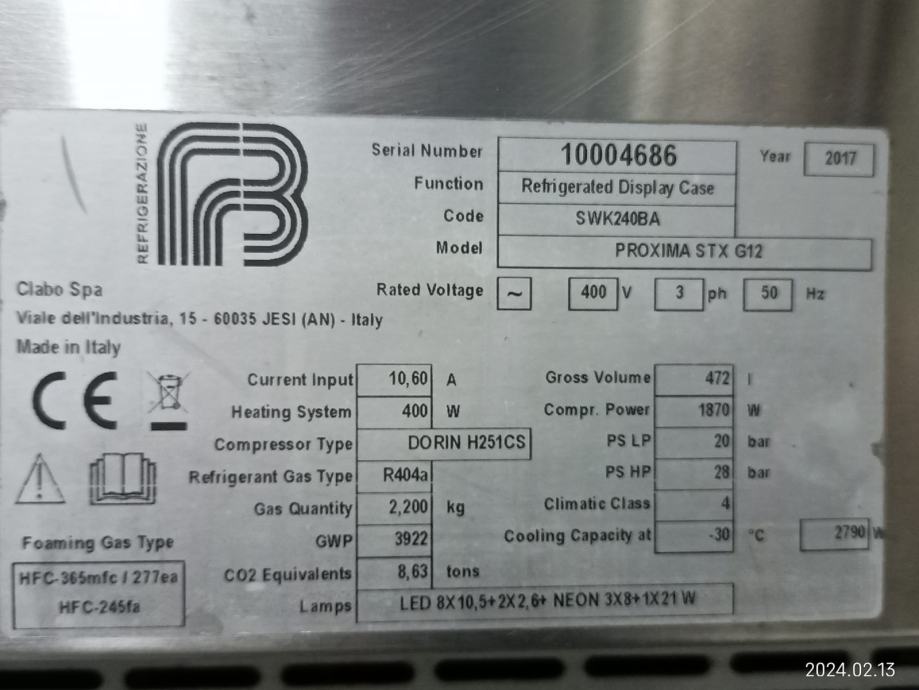 REFRIGERAZIONE
Serial Number 10004686 Year 2017
Function Refrigerated Display Case
Code SWK240BA
Model PROXIMA STX G12
Clabo Spa
Rated Voltage ~ 400 V 3 ph 50 Hz
Viale dell'Industria, 15 - 60035 JESI (AN) - Italy
Made in Italy
CE
Current Input 10,60 A Gross Volume 472 l
Heating System 400 W Compr. Power 1870 W
Compressor Type DORIN H251CS PS LP 20 bar
Refrigerant Gas Type R404a PS HP 28 bar
Gas Quantity 2,200 kg Climatic Class 4
Foaming Gas Type GWP 3922 Cooling Capacity at -30 °C 2790 W
HFC-365mfc / 277ea CO2 Equivalents 8,63 tons
HFC-245fa Lamps LED 8X10,5+2X2,6+ NEON 3X8+1X21 W
2024.02.13